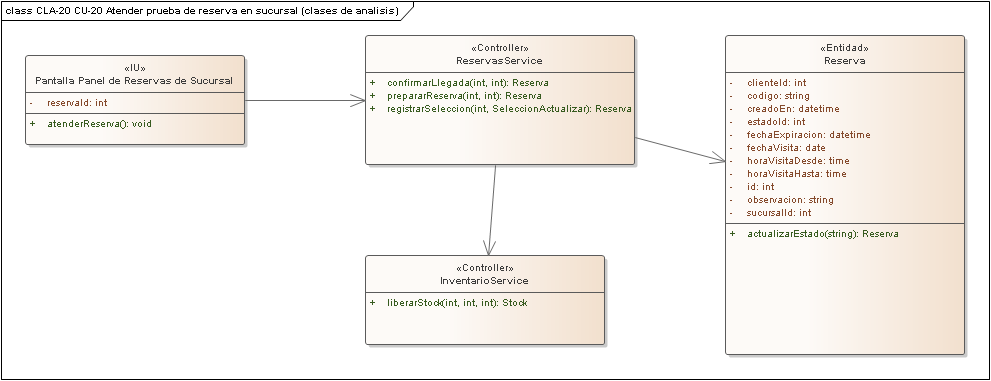 class CLA-20 CU-20 Atender prueba de reserva en sucursal (clases de analisis)
«IU»
Pantalla Panel de Reservas de Sucursal
- reservaId: int
+ atenderReserva(): void
«Controller»
ReservasService
+ confirmarLlegada(int, int): Reserva
+ prepararReserva(int, int): Reserva
+ registrarSeleccion(int, SeleccionActualizar): Reserva
«Controller»
InventarioService
+ liberarStock(int, int, int): Stock
«Entidad»
Reserva
- clienteId: int
- codigo: string
- creadoEn: datetime
- estadoId: int
- fechaExpiracion: datetime
- fechaVisita: date
- horaVisitaDesde: time
- horaVisitaHasta: time
- id: int
- observacion: string
- sucursalId: int
+ actualizarEstado(string): Reserva